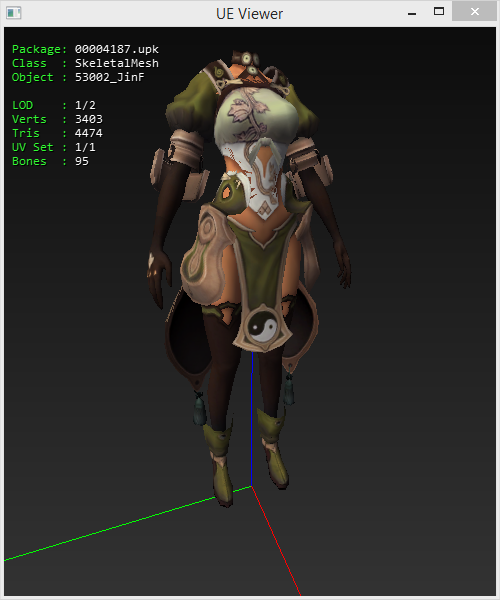 UE Viewer
Package: 00004187.upk
Class  : SkeletalMesh
Object : 53002_JinF
LOD    : 1/2
Verts  : 3403
Tris   : 4474
UV Set : 1/1
Bones  : 95